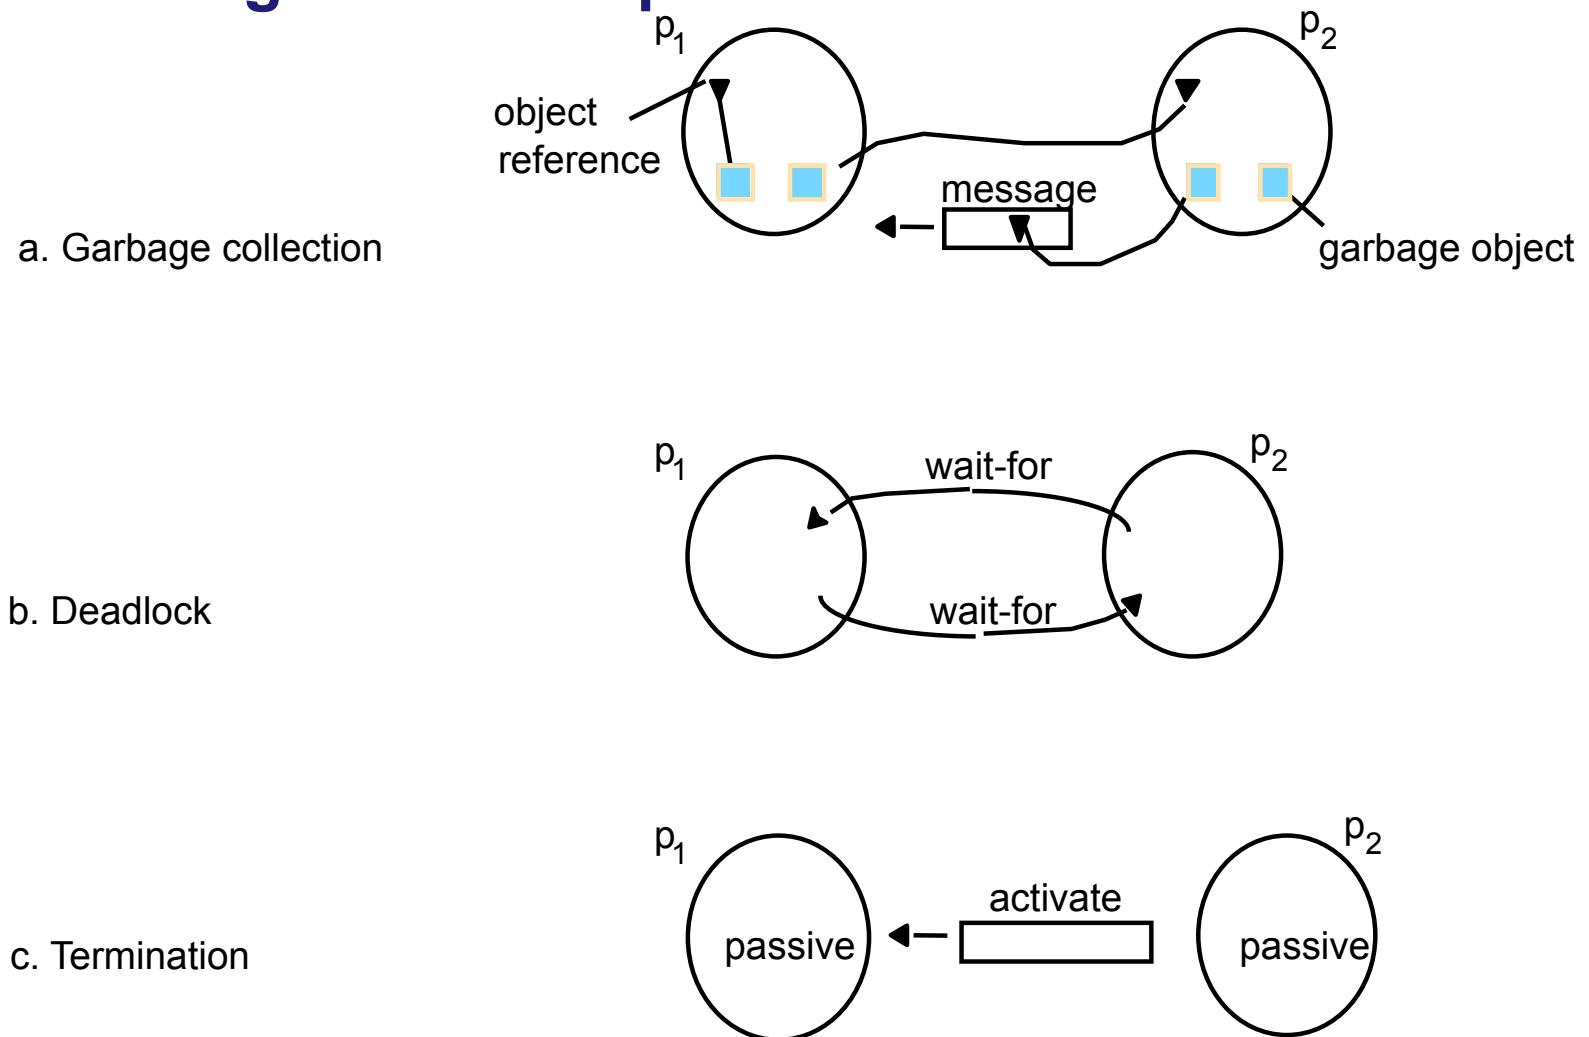 p1
p2
object
reference
message
a. Garbage collection
garbage object
p1
wait-for
p2
b. Deadlock
wait-for
p1
p2
activate
passive
passive
c. Termination